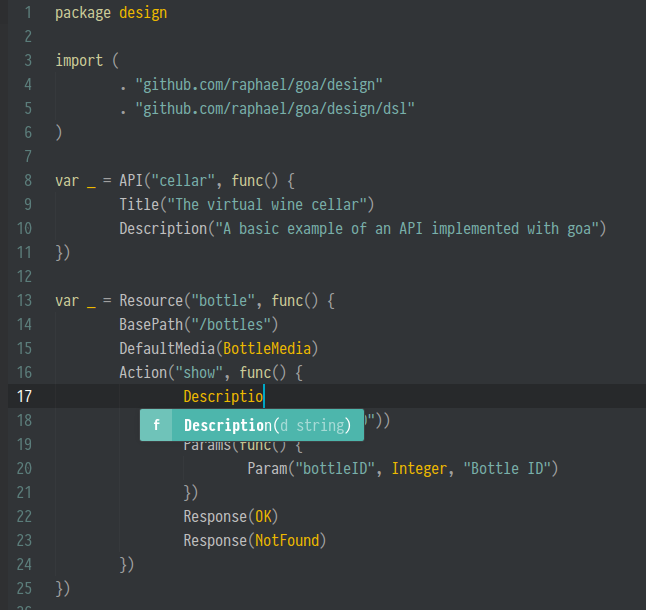 1 package design
2
3 import (
4 . "github.com/raphael/goa/design"
5 . "github.com/raphael/goa/design/dsl"
6 )
7
8 var _ = API("cellar", func() {
9 Title("The virtual wine cellar")
10 Description("A basic example of an API implemented with goa")
11 })
12
13 var _ = Resource("bottle", func() {
14 BasePath("/bottles")
15 DefaultMedia(BottleMedia)
16 Action("show", func() {
17 Descriptio
f Description(d string)
18 "))
19 Params(func() {
20 Param("bottleID", Integer, "Bottle ID")
21 })
22 Response(OK)
23 Response(NotFound)
24 })
25 })